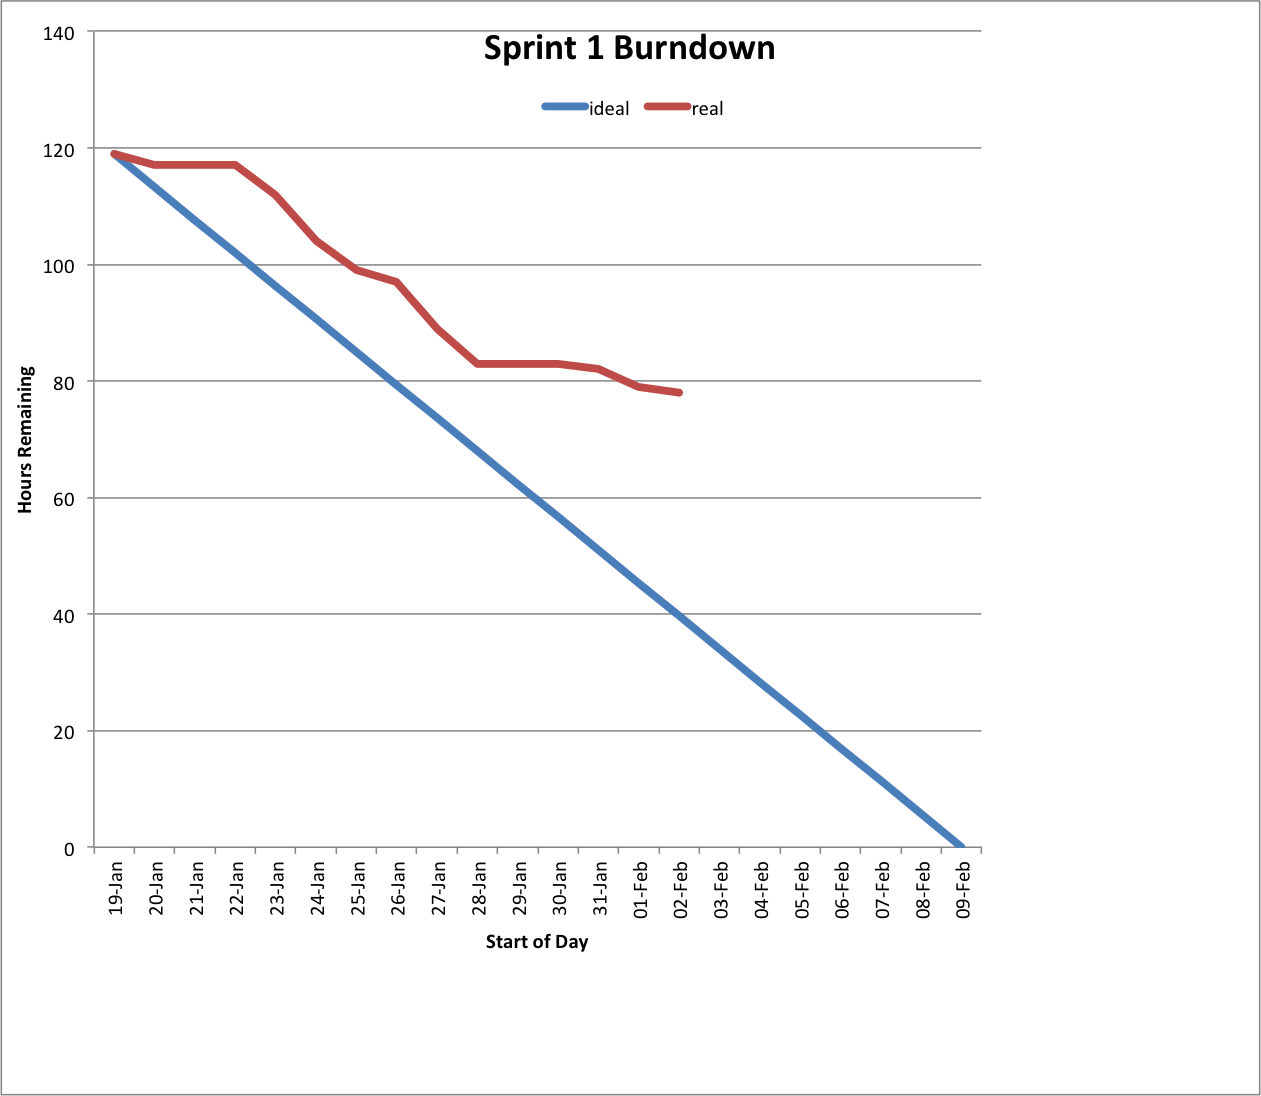 Sprint 1 Burndown
ideal real
Hours Remaining
140
120
100
80
60
40
20
0
19-Jan 20-Jan 21-Jan 22-Jan 23-Jan 24-Jan 25-Jan 26-Jan 27-Jan 28-Jan 29-Jan 30-Jan 31-Jan 01-Feb 02-Feb 03-Feb 04-Feb 05-Feb 06-Feb 07-Feb 08-Feb 09-Feb
Start of Day